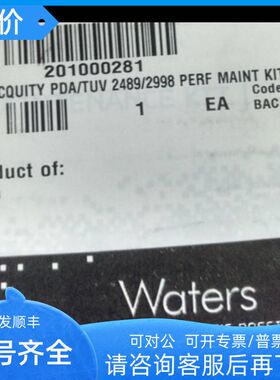 价
201000281
CQUITY PDA/TUV 2489/2998 PERF MAINT KIT
1
EA
Code
BAC
duct of:
Waters
发顺丰
可对公 可开专票/普票
号齐全
请咨询客服后再下